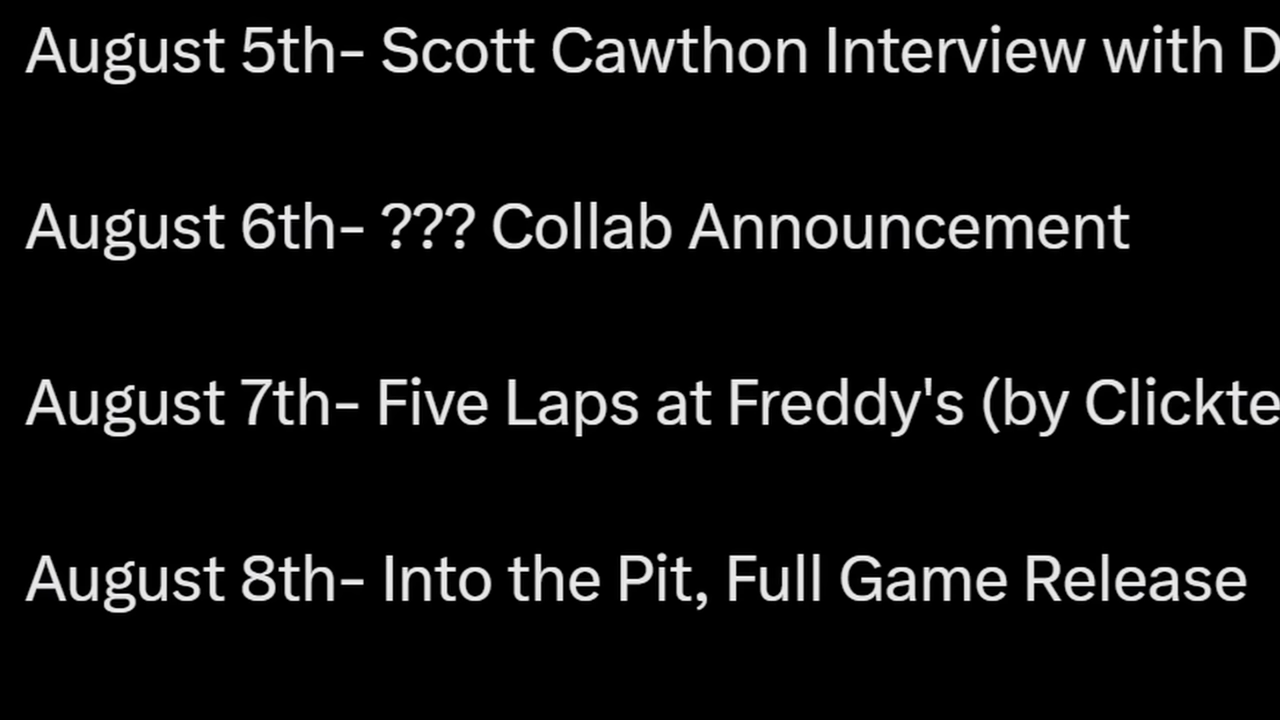 August 5th- Scott Cawthon Interview with D
August 6th- ??? Collab Announcement
August 7th- Five Laps at Freddy's (by Clickte
August 8th- Into the Pit, Full Game Release